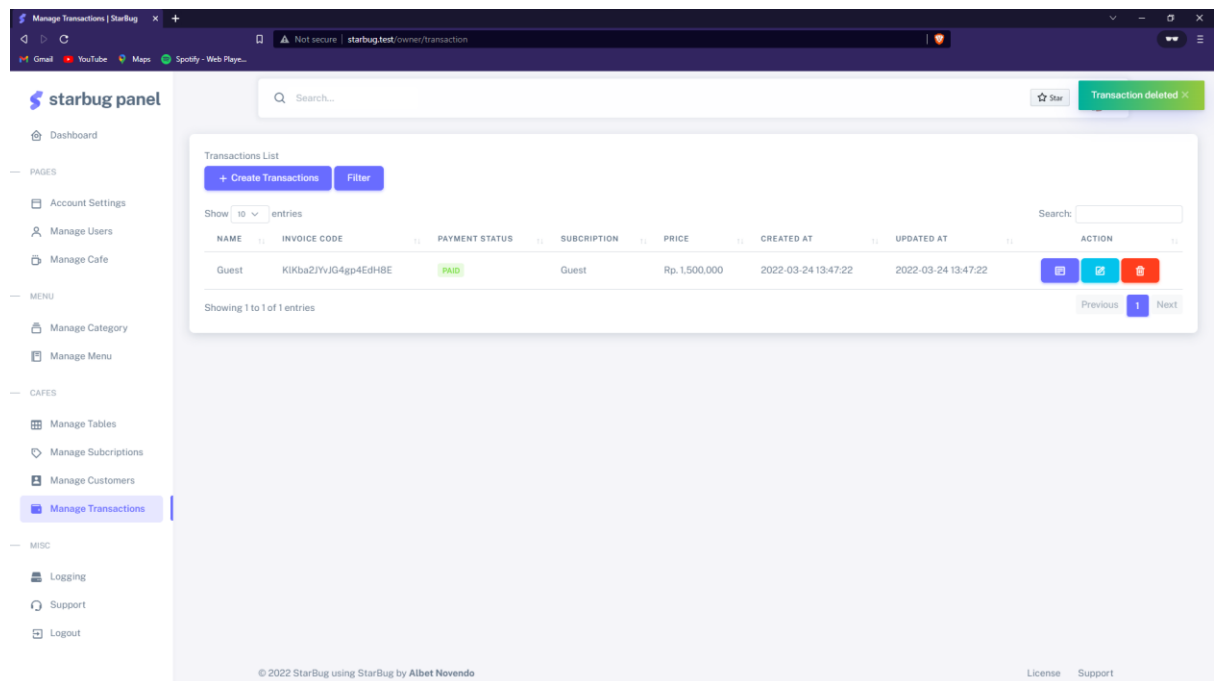 Manage Transactions | StarBug
Not secure | starbug.test/owner/transaction
Gmail YouTube Maps Spotify - Web Playe...
starbug panel
Search...
Star
Transaction deleted
Dashboard
PAGES
Account Settings
Manage Users
Manage Cafe
MENU
Manage Category
Manage Menu
CAFES
Manage Tables
Manage Subcriptions
Manage Customers
Manage Transactions
MISC
Logging
Support
Logout
Transactions List
+ Create Transactions Filter
Show 10 entries Search:
NAME INVOICE CODE PAYMENT STATUS SUBCRIPTION PRICE CREATED AT UPDATED AT ACTION
Guest KIKba2JYvJG4gp4EdH8E PAID Guest Rp. 1,500,000 2022-03-24 13:47:22 2022-03-24 13:47:22
Showing 1 to 1 of 1 entries Previous 1 Next
© 2022 StarBug using StarBug by Albet Novendo License Support